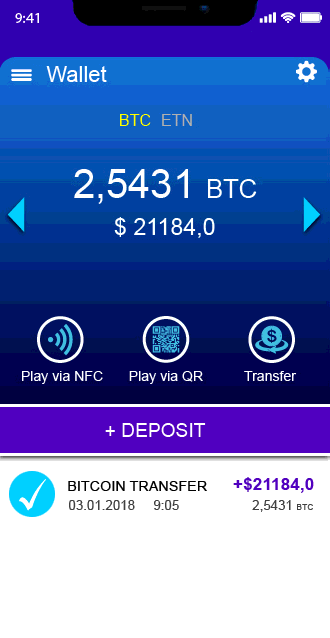 9:41
Wallet
BTC ETN
2,5431 BTC
$ 21184,0
Play via NFC Play via QR Transfer
+ DEPOSIT
BITCOIN TRANSFER +$21184,0
03.01.2018 9:05 2,5431 BTC